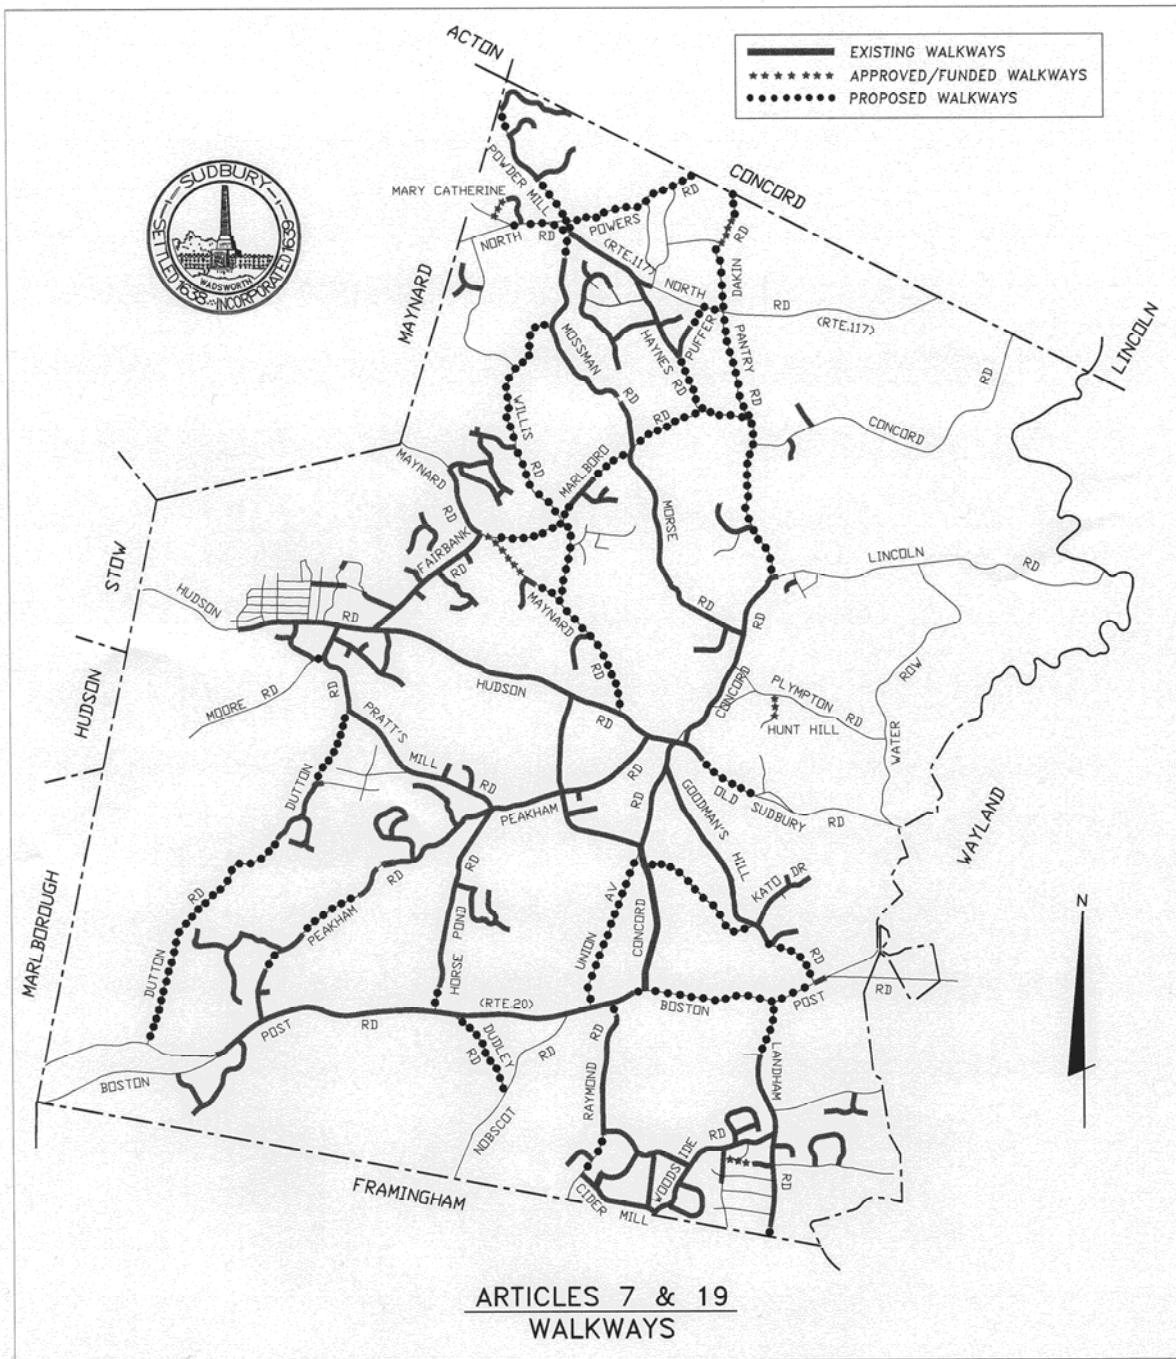 ACTON
EXISTING WALKWAYS
APPROVED/FUNDED WALKWAYS
PROPOSED WALKWAYS
SUDBURY
SETTLED 1638 INCORPORATED 1639
WADSWORTH
CONCORD
POWDER MILL
MARY CATHERINE
RD
POWERS
NORTH RD
(RTE.117)
RD
DAKIN
MAYNARD
NORTH RD
(RTE.117)
LINCOLN
MOSSMAN
RD
HAYNES RD
PUFFER
PANTRY
RD
RD
CONCORD
WILLIS
RD
MARLBORO
RD
MAYNARD
RD
MORSE
RD
FAIRBANK
RD
STOW
HUDSON
RD
LINCOLN
RD
MAYNARD
RD
RD
CONCORD
HUDSON
RD
HUDSON
MOORE RD
RD
PRATT'S
MILL
RD
PLYMPTON
RD
HUNT HILL
ROW
WATER
DUTTON
RD
PEAKHAM
RD
RD
GOODMAN'S
HILL
OLD
SUDBURY
RD
WAYLAND
MARLBOROUGH
PEAKHAM
RD
HORSE POND
RD
UNION
AV
CONCORD
KATO DR
RD
N
DUTTON
POST
RD
(RTE.20)
BOSTON
POST
RD
BOSTON
DUDLEY
RD
RD
NOBSCOT
RAYMOND
RD
LANDHAM
RD
WOODSIDE
RD
CIDER
MILL
FRAMINGHAM
ARTICLES 7 & 19
WALKWAYS